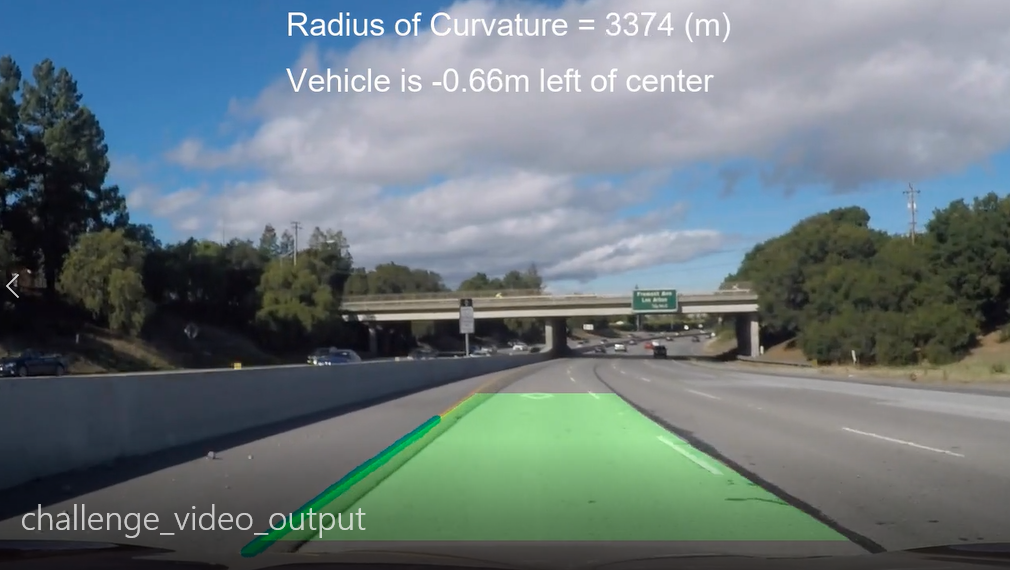 Radius of Curvature = 3374 (m)
Vehicle is -0.66m left of center
challenge_video_output